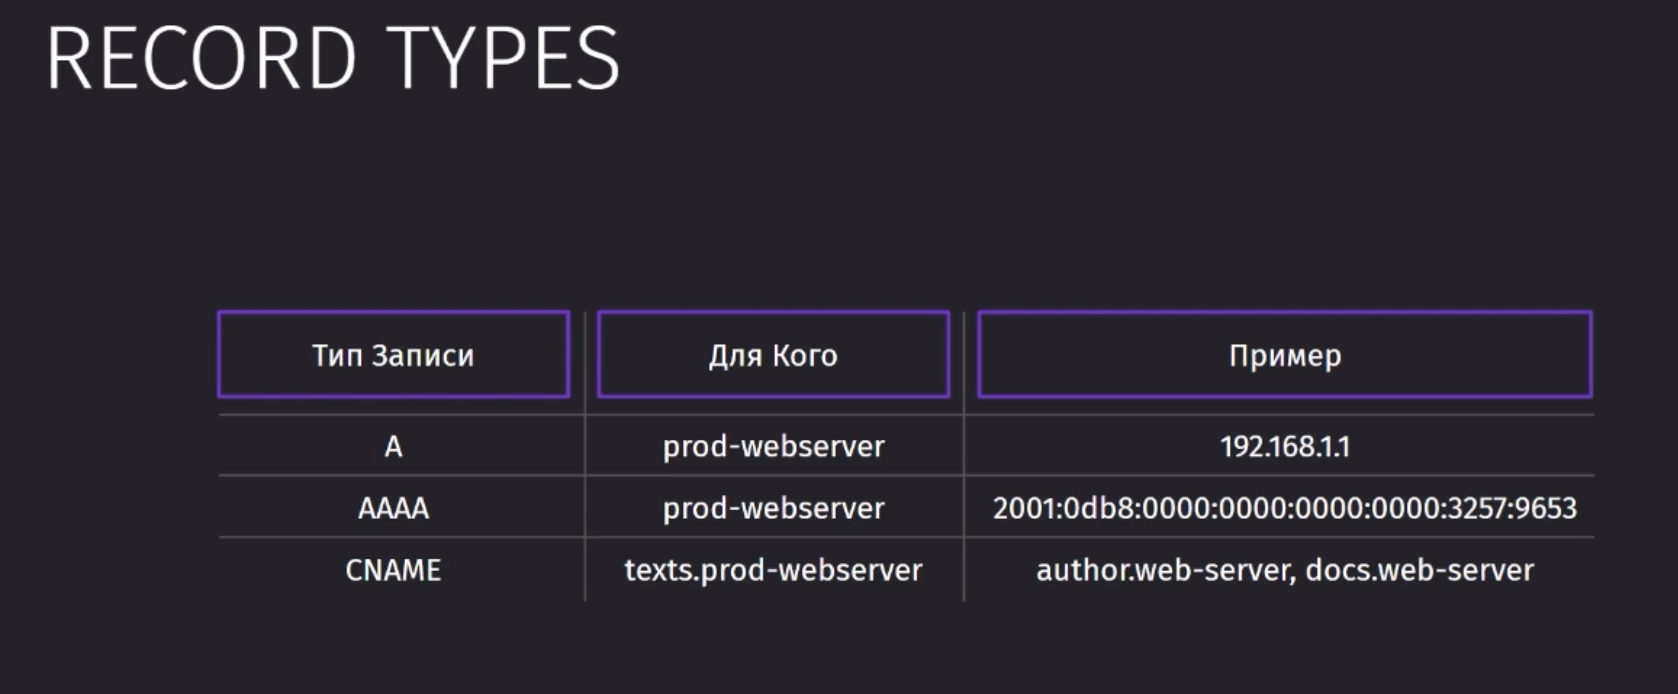 RECORD TYPES
Тип Записи Для Кого Пример
A prod-webserver 192.168.1.1
AAAA prod-webserver 2001:0db8:0000:0000:0000:0000:3257:9653
CNAME texts.prod-webserver author.web-server, docs.web-server